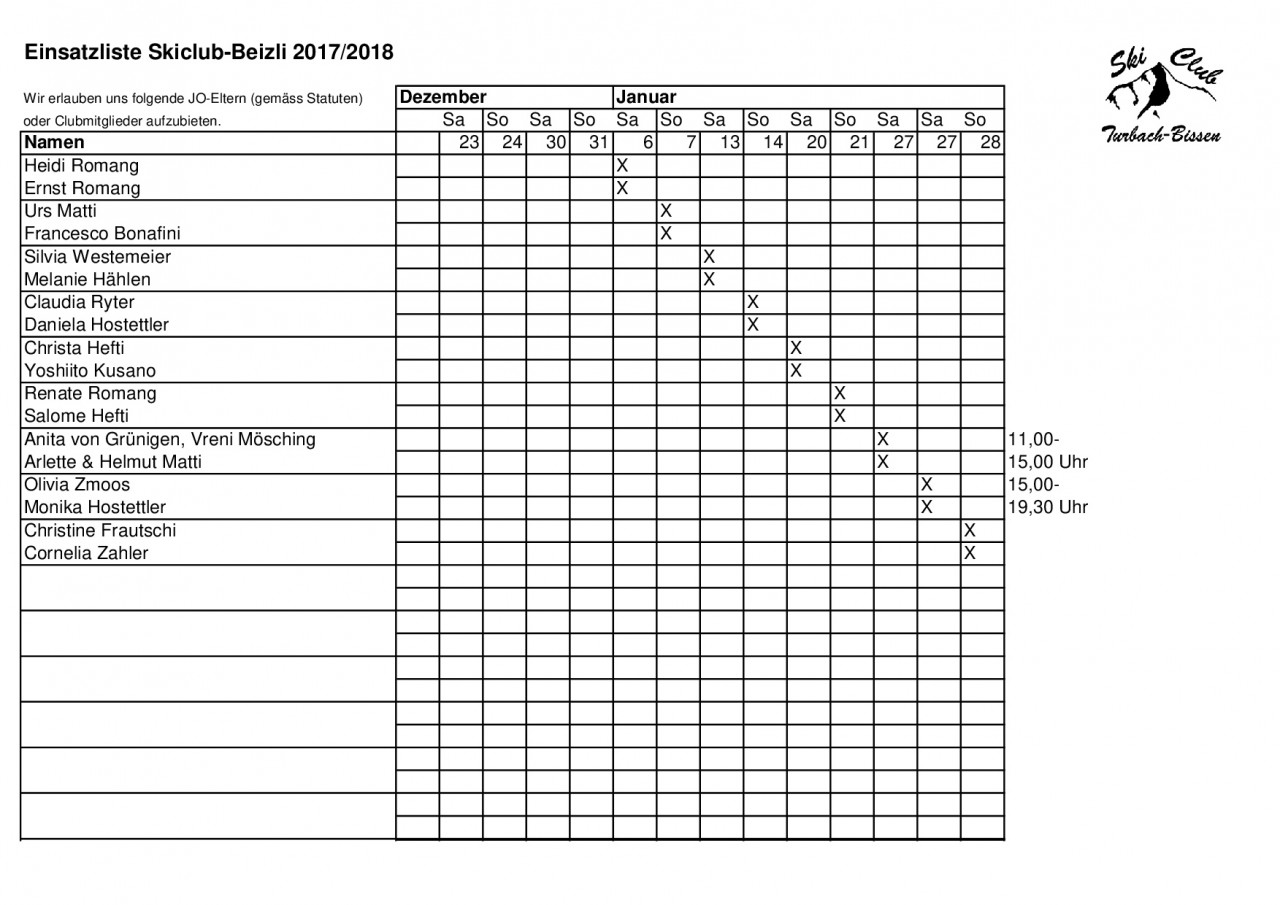 Einsatzliste Skiclub-Beizli 2017/2018
Ski Club
Turbach-Bissen
Wir erlauben uns folgende JO-Eltern (gemäss Statuten) Dezember Januar
oder Clubmitglieder aufzubieten. Sa So Sa So Sa So Sa So Sa So Sa Sa So
Namen 23 24 30 31 6 7 13 14 20 21 27 27 28
Heidi Romang X
Ernst Romang X
Urs Matti X
Francesco Bonafini X
Silvia Westemeier X
Melanie Hählen X
Claudia Ryter X
Daniela Hostettler X
Christa Hefti X
Yoshiito Kusano X
Renate Romang X
Salome Hefti X
Anita von Grünigen, Vreni Mösching X 11,00-
Arlette & Helmut Matti X 15,00 Uhr
Olivia Zmoos X 15,00-
Monika Hostettler X 19,30 Uhr
Christine Frautschi X
Cornelia Zahler X